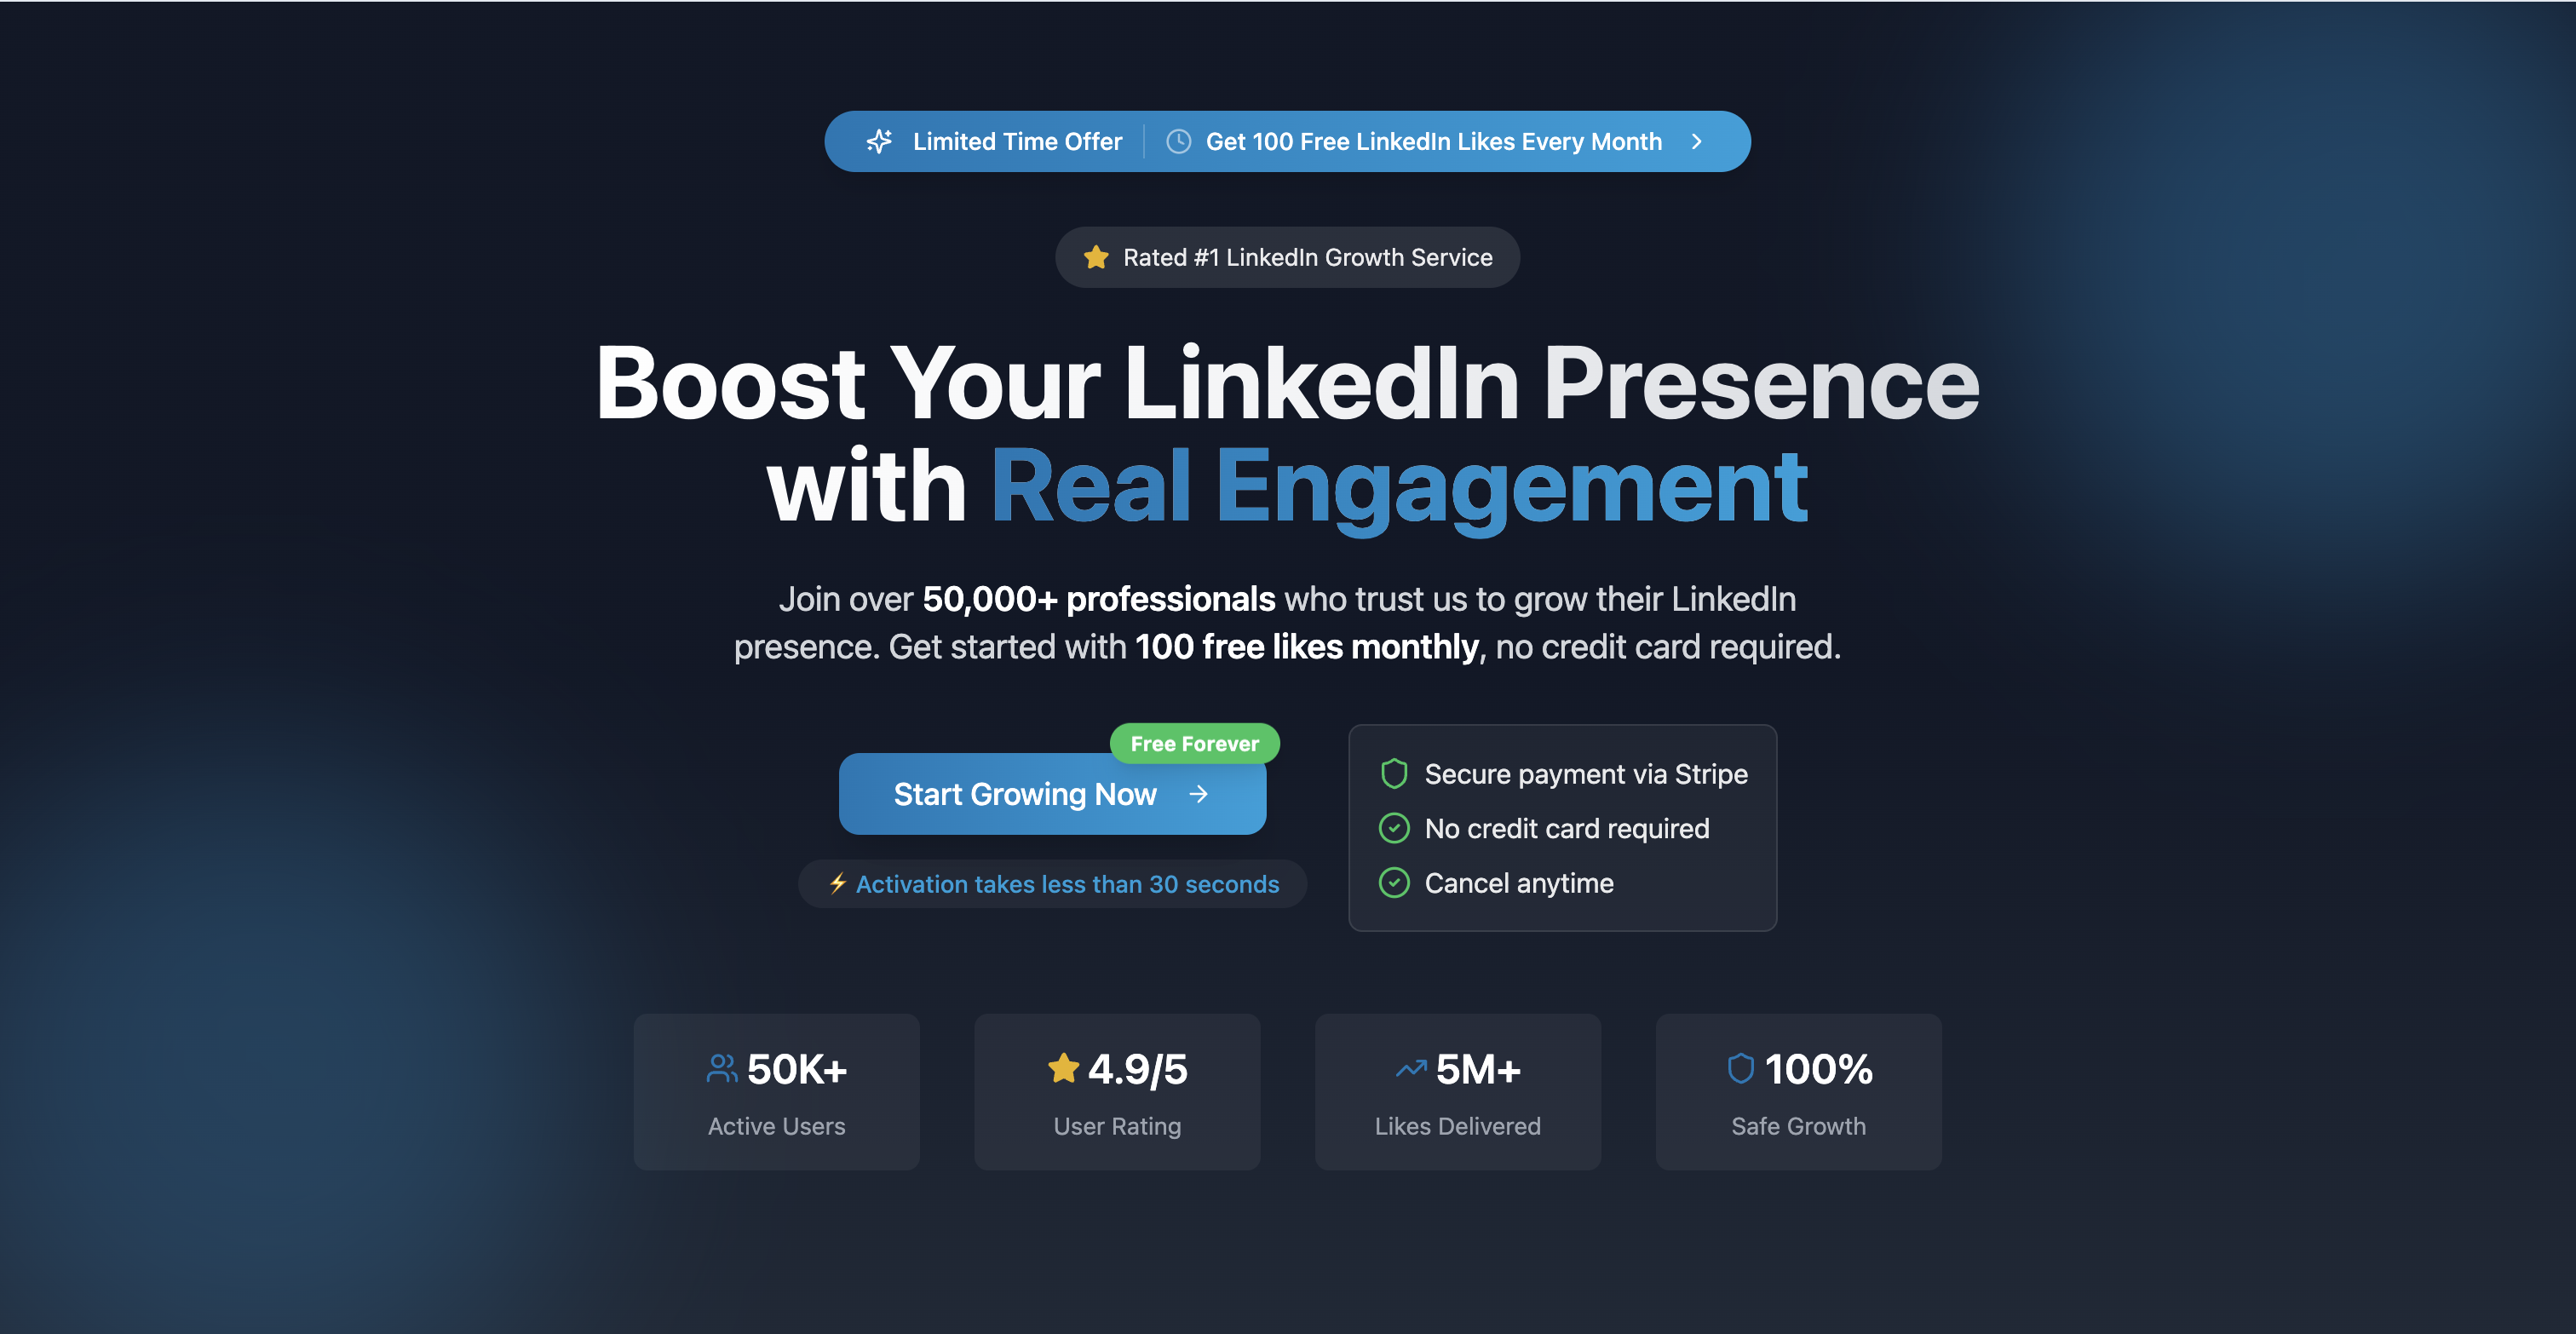 Limited Time Offer
Get 100 Free LinkedIn Likes Every Month
Rated #1 LinkedIn Growth Service
Boost Your LinkedIn Presence
with Real Engagement
Join over 50,000+ professionals who trust us to grow their LinkedIn
presence. Get started with 100 free likes monthly, no credit card required.
Free Forever
Start Growing Now
Activation takes less than 30 seconds
Secure payment via Stripe
No credit card required
Cancel anytime
50K+
Active Users
4.9/5
User Rating
5M+
Likes Delivered
100%
Safe Growth